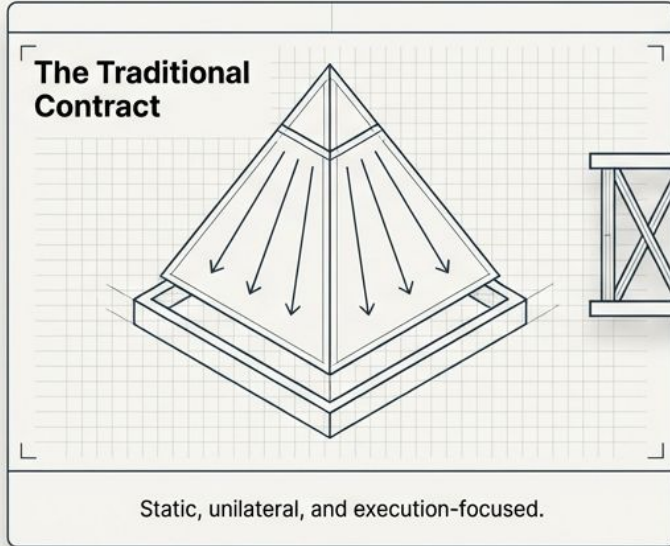 The Traditional
Contract
Static, unilateral, and execution-focused.